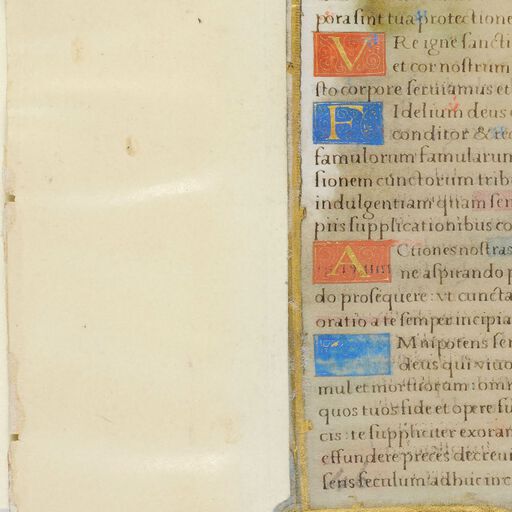 pora sint tua protectione
VRe igne sancti
et cor nostrum
sto corpore seruiamus et
FIdelium deus
conditor & re
famulorum famularum
sionem cunctorum trib
indulgentiam quam sem
piis supplicationibus co
ACtiones nostras
ne aspirando p
do prosequere: vt cuncta
oratio a te semper incipia
Mnipotens sem
deus qui viuo
mul et mortuorum: omn
quos tuos fide et opere fu
cis: te suppliciter exoram
effundere preces decreui
sens seculum adhuc in c